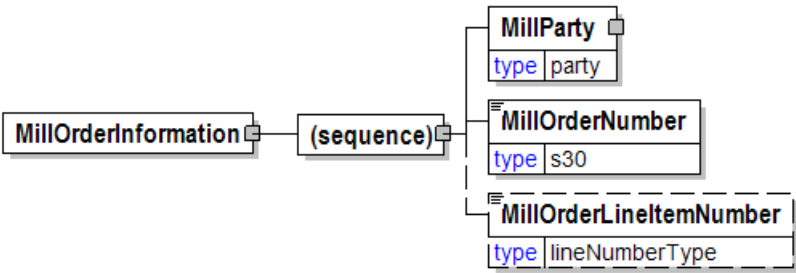 MillParty
type party
MillOrderInformation
(sequence)
MillOrderNumber
type s30
MillOrderLineItemNumber
type lineNumberType